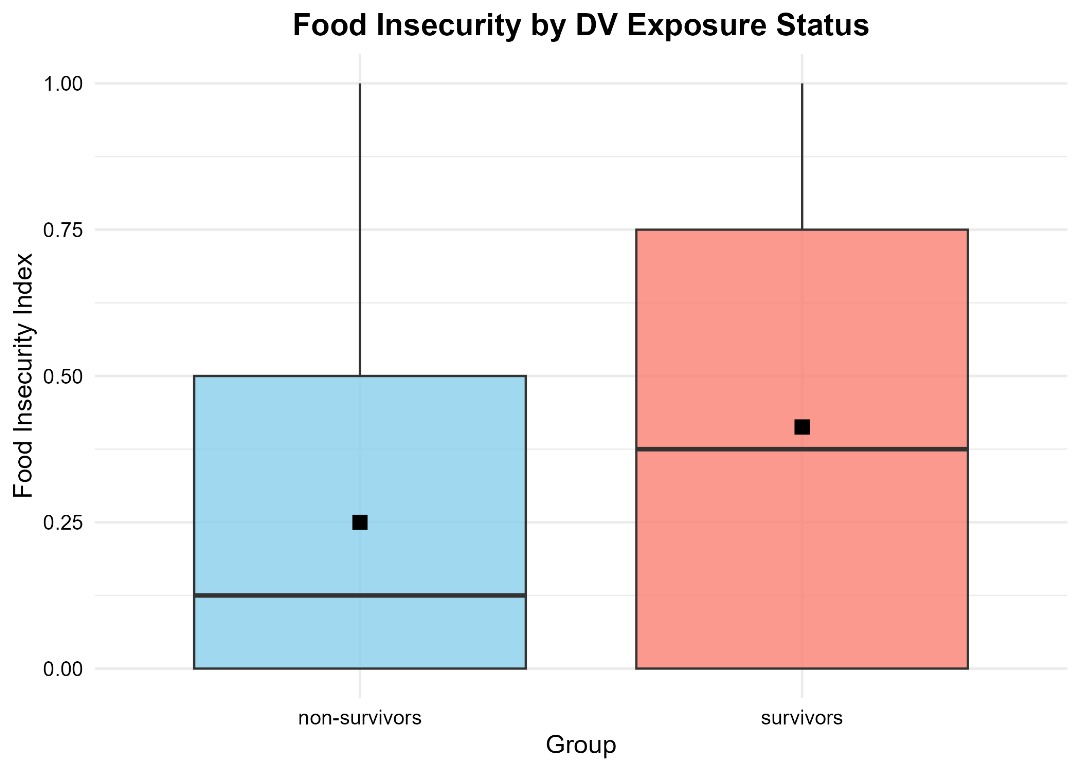 Food Insecurity by DV Exposure Status
Food Insecurity Index
1.00
0.75
0.50
0.25
0.00
non-survivors survivors
Group